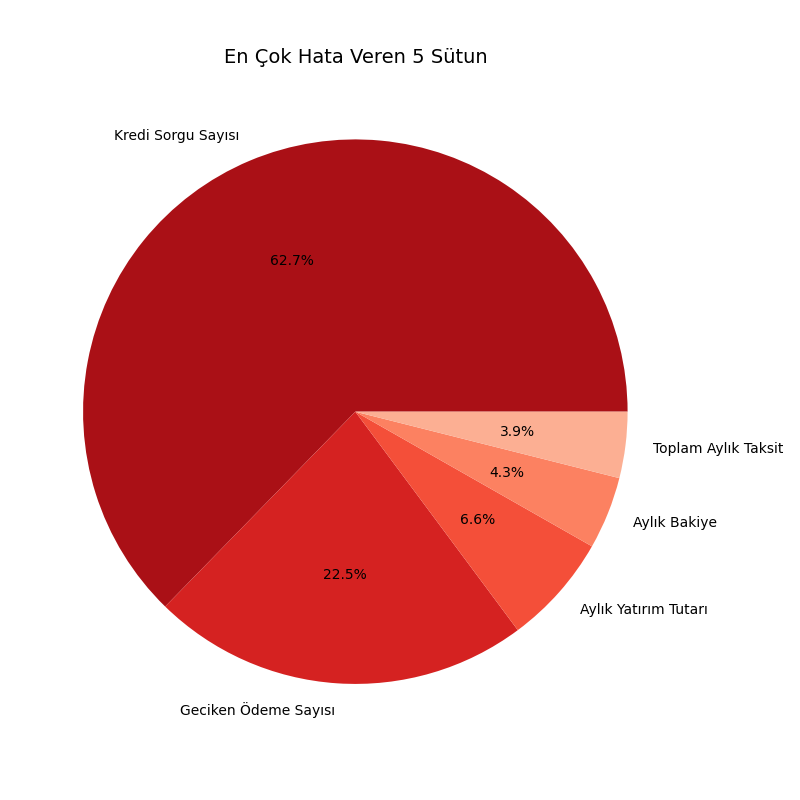 En Çok Hata Veren 5 Sütun
Kredi Sorgu Sayısı
62.7%
3.9%
Toplam Aylık Taksit
4.3%
Aylık Bakiye
6.6%
Aylık Yatırım Tutarı
22.5%
Geciken Ödeme Sayısı